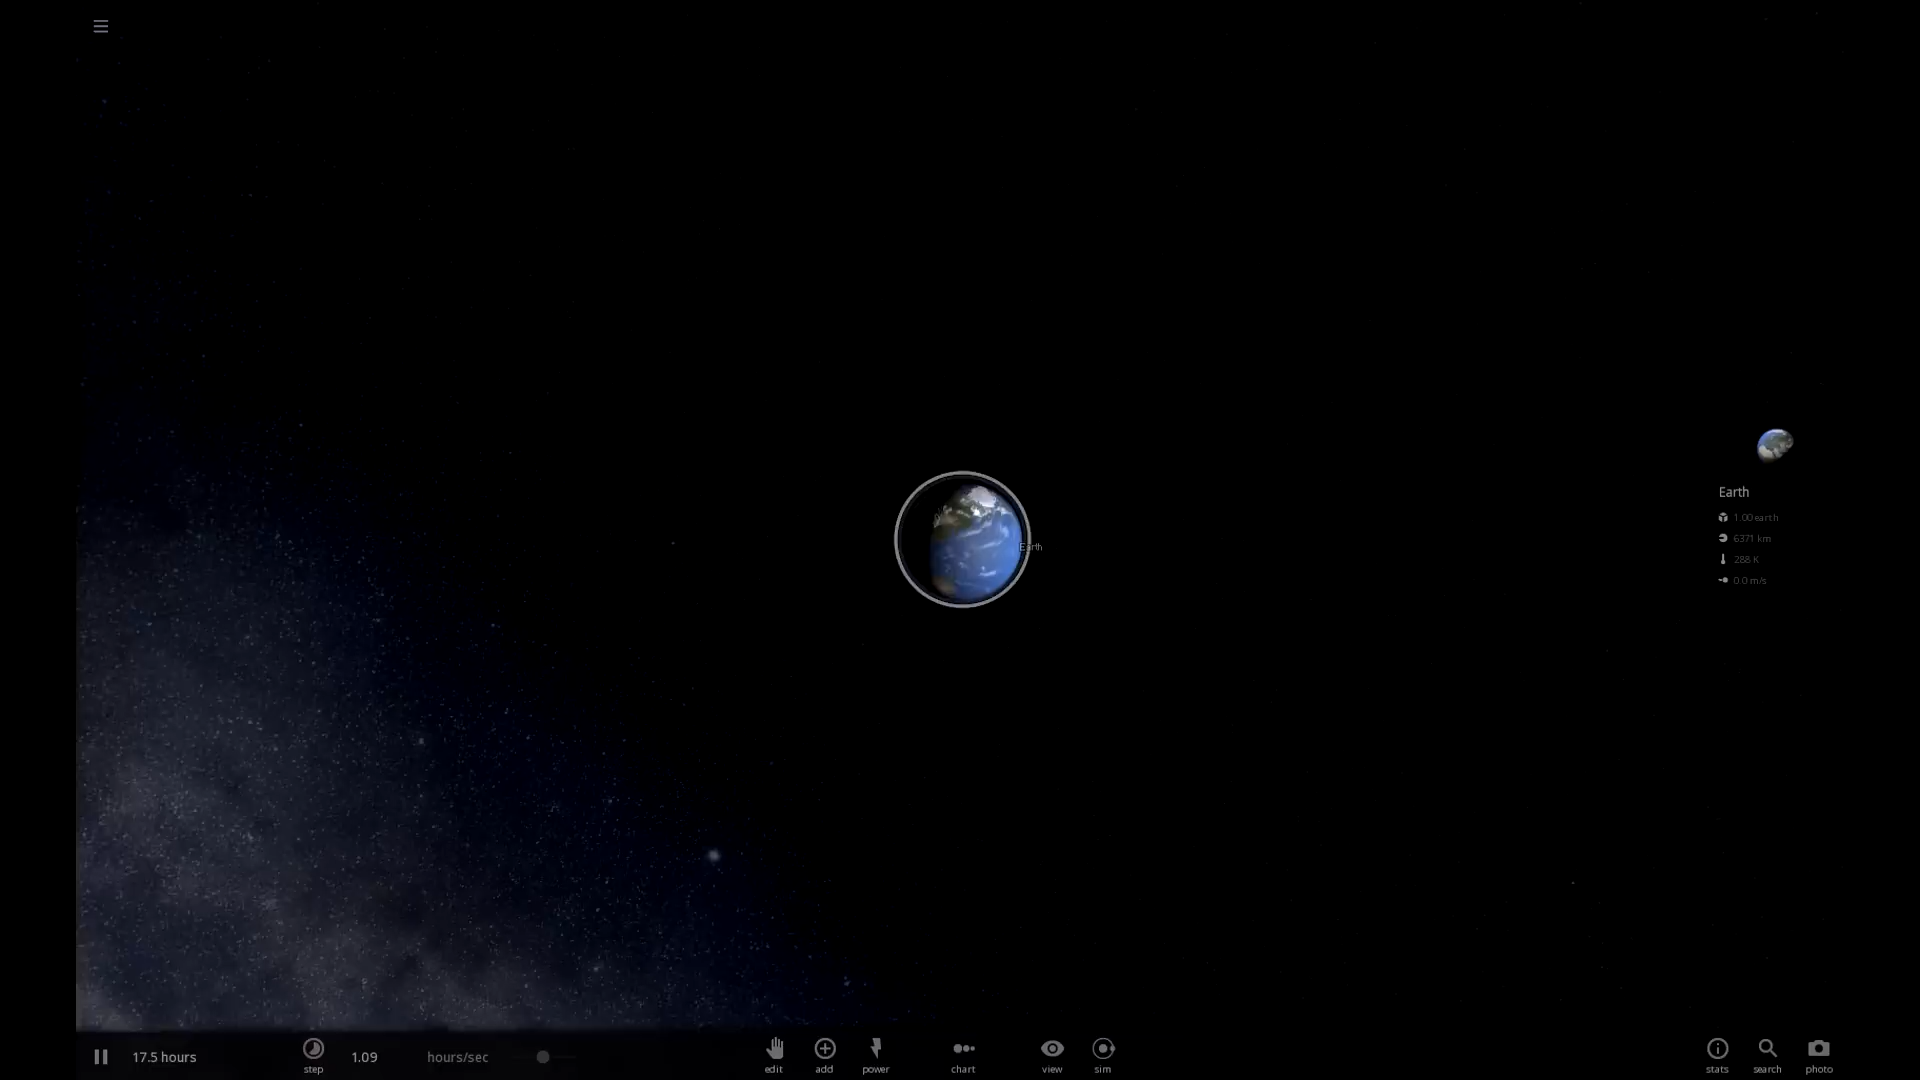 Earth
Earth
1.00 earth
6371 km
288 K
0.0 m/s
17.5 hours
step
1.09
hours/sec
edit
add
power
chart
view
sim
stats
search
photo